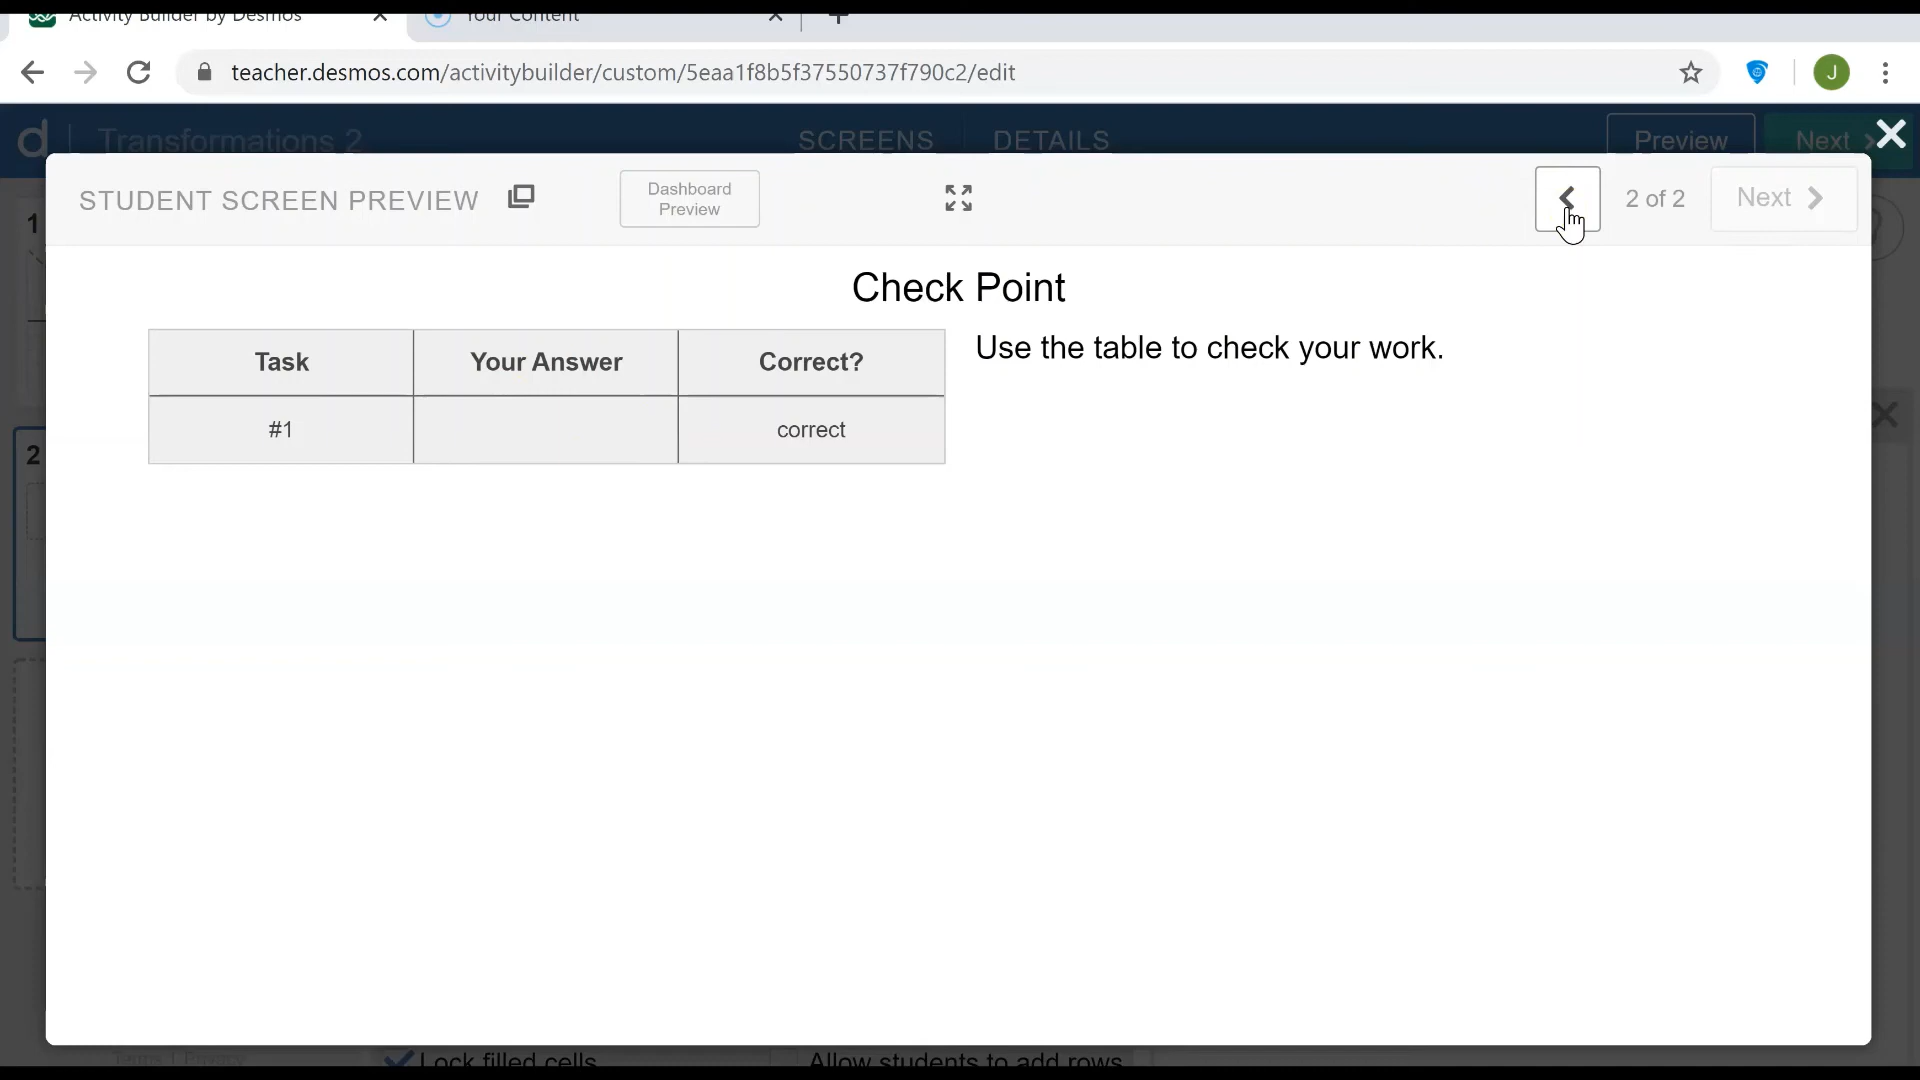 Activity Builder by Desmos
Your Content
teacher.desmos.com/activitybuilder/custom/5eaa1f8b5f37550737f790c2/edit
J
d
Transformations 2
SCREENS
DETAILS
Preview
Next
STUDENT SCREEN PREVIEW
Dashboard
Preview
2 of 2
Next
1
Check Point
Task
Your Answer
Correct?
Use the table to check your work.
#1
correct
2
Terms | Privacy
Lock filled cells
Allow students to add rows